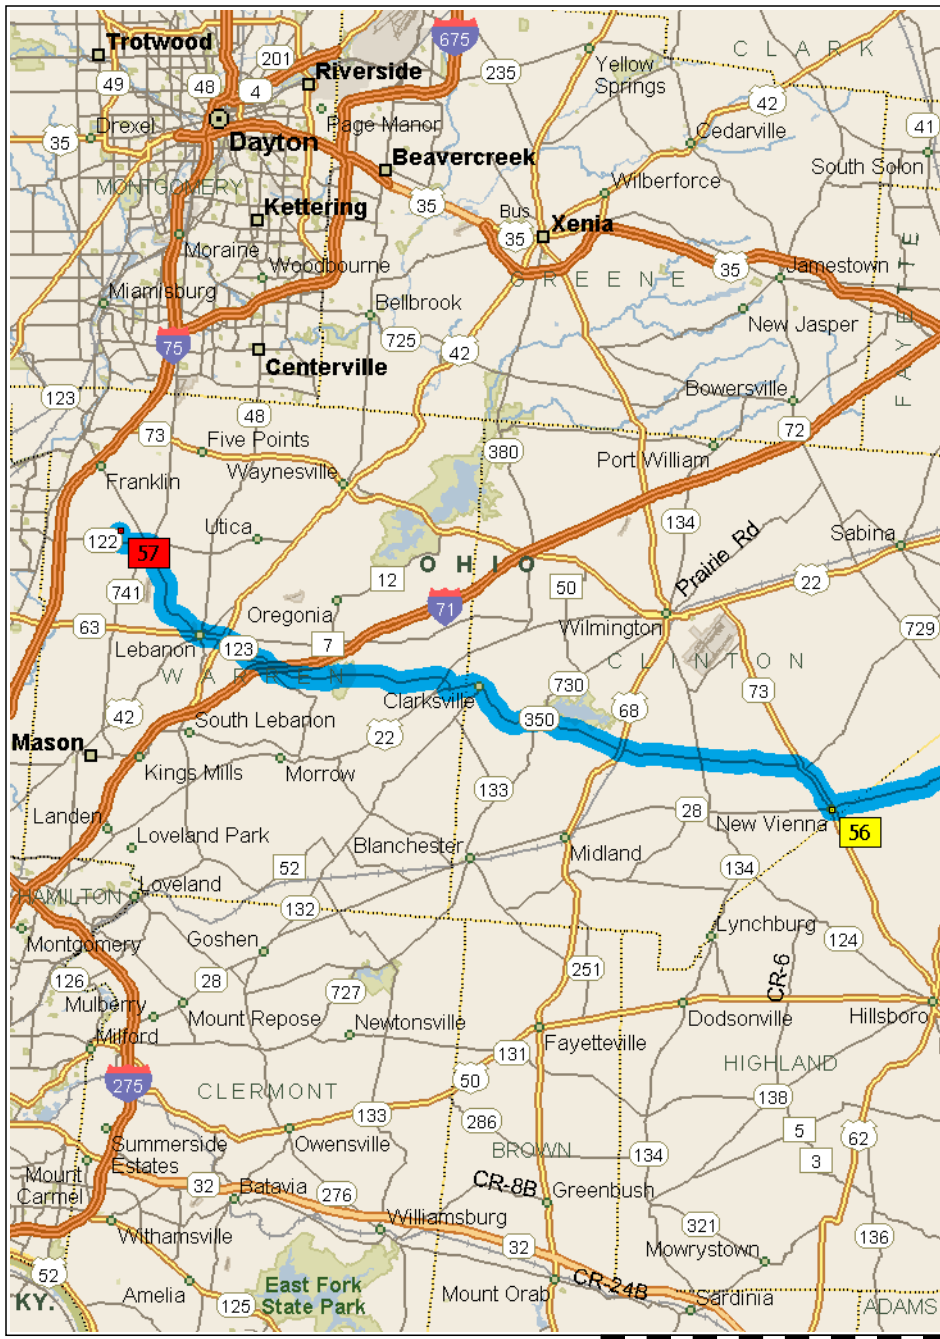 Trotwood
675
CLARK
201
Riverside
235
Yellow
Springs
49
48
4
42
Page Manor
Drexel
35
Dayton
Cedarville
41
Beavercreek
South Solon
MONTGOMERY
Wilberforce
Kettering
35
Bus
35
Xenia
Moraine
Woodbourne
GREENE
35
Jamestown
FAYETTE
Miamisburg
Bellbrook
New Jasper
75
725
42
Centerville
Bowersville
123
48
73
Five Points
72
380
Port William
Franklin
Waynesville
122
Utica
134
Prairie Rd
Sabina
57
OHIO
12
50
22
741
Oregonia
71
63
Lebanon
123
7
Wilmington
729
WARREN
CLINTON
Clarksville
730
73
42
South Lebanon
22
350
68
Mason
Kings Mills
Morrow
133
28
Landen
Loveland Park
New Vienna
56
Blanchester
Midland
52
134
HAMILTON
Loveland
132
Lynchburg
Montgomery
Goshen
124
126
28
727
251
CR-6
Mulberry
Mount Repose
Newtonsville
Dodsonville
Hillsboro
Milford
Fayetteville
131
HIGHLAND
275
50
CLERMONT
138
133
286
5
62
Summerside
Estates
Owensville
BROWN
134
3
Mount
Carmel
32
Batavia
276
CR-8B
Greenbush
Williamsburg
321
Withamsville
32
136
Mowrystown
52
Amelia
East Fork
State Park
Mount Orab
CR-24B
KY.
125
Sardinia
ADAMS